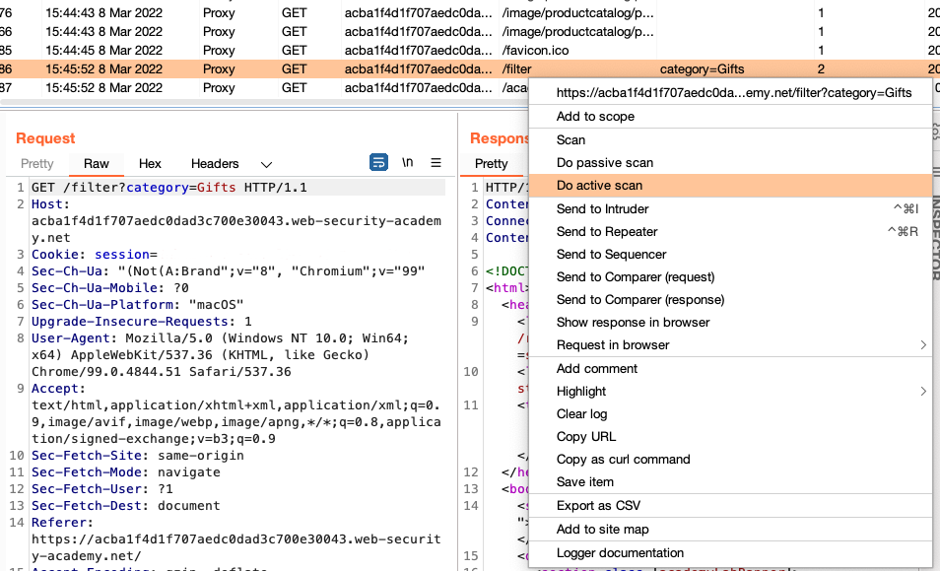 76 15:44:43 8 Mar 2022 Proxy GET acba1f4d1f707aedc0da... /image/productcatalog/p... 1 20
66 15:44:43 8 Mar 2022 Proxy GET acba1f4d1f707aedc0da... /image/productcatalog/p... 1 20
85 15:44:45 8 Mar 2022 Proxy GET acba1f4d1f707aedc0da... /favicon.ico 1 20
86 15:45:52 8 Mar 2022 Proxy GET acba1f4d1f707aedc0da... /filter category=Gifts 2 20
87 15:45:52 8 Mar 2022 Proxy GET acba1f4d1f707aedc0da... /aca
Request
Pretty Raw Hex Headers \n
1 GET /filter?category=Gifts HTTP/1.1
2 Host:
acba1f4d1f707aedc0dad3c700e30043.web-security-academ
y.net
3 Cookie: session=
4 Sec-Ch-Ua: "(Not(A:Brand";v="8", "Chromium";v="99"
5 Sec-Ch-Ua-Mobile: ?0
6 Sec-Ch-Ua-Platform: "macOS"
7 Upgrade-Insecure-Requests: 1
8 User-Agent: Mozilla/5.0 (Windows NT 10.0; Win64;
x64) AppleWebKit/537.36 (KHTML, like Gecko)
Chrome/99.0.4844.51 Safari/537.36
9 Accept:
text/html,application/xhtml+xml,application/xml;q=0.
9,image/avif,image/webp,image/apng,*/*;q=0.8,applica
tion/signed-exchange;v=b3;q=0.9
10 Sec-Fetch-Site: same-origin
11 Sec-Fetch-Mode: navigate
12 Sec-Fetch-User: ?1
13 Sec-Fetch-Dest: document
14 Referer:
https://acba1f4d1f707aedc0dad3c700e30043.web-securit
y-academy.net/
Respons
Pretty
1 HTTP/
2 Conten
3 Connec
4 Conten
5
6 <!DOCT
7 <html>
8 <hea
9 <l
/r
=s
10 <l
st
11 <t
</
12 </he
13 <bod
14 <s
">
</
15 <d
https://acba1f4d1f707aedc0da...emy.net/filter?category=Gifts
Add to scope
Scan
Do passive scan
Do active scan
Send to Intruder ^⌘I
Send to Repeater ^⌘R
Send to Sequencer
Send to Comparer (request)
Send to Comparer (response)
Show response in browser
Request in browser
Add comment
Highlight
Clear log
Copy URL
Copy as curl command
Save item
Export as CSV
Add to site map
Logger documentation
INSPECTOR